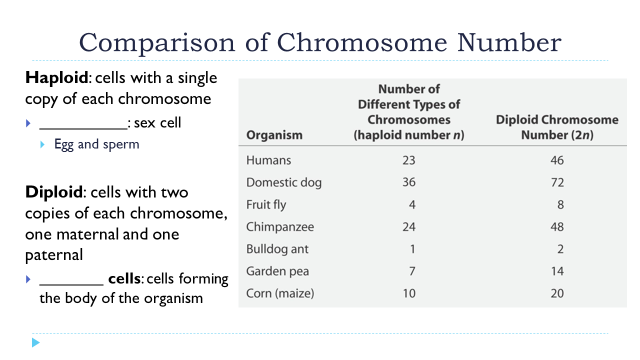 Comparison of Chromosome Number
Haploid: cells with a single
copy of each chromosome
__________: sex cell
Egg and sperm
Diploid: cells with two
copies of each chromosome,
one maternal and one
paternal
_______ cells: cells forming
the body of the organism
Number of
Different Types of
Chromosomes Diploid Chromosome
Organism (haploid number n) Number (2n)
Humans 23 46
Domestic dog 36 72
Fruit fly 4 8
Chimpanzee 24 48
Bulldog ant 1 2
Garden pea 7 14
Corn (maize) 10 20